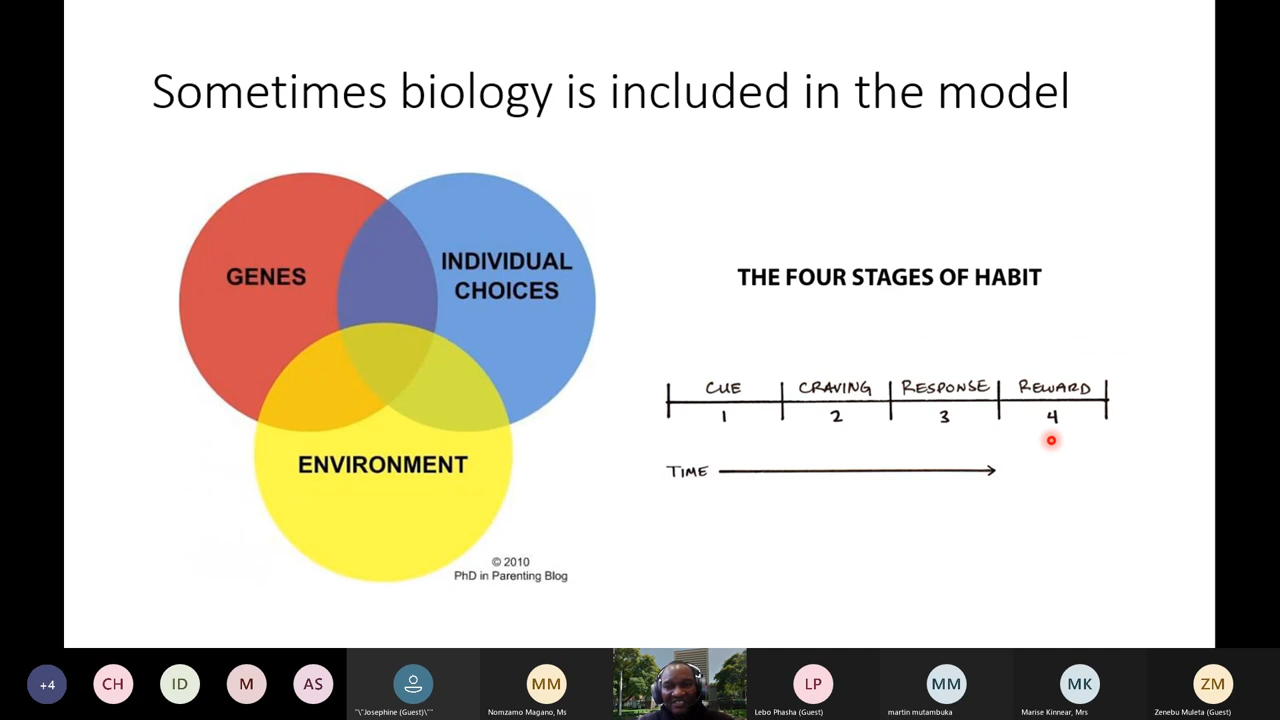 Sometimes biology is included in the model
GENES
INDIVIDUAL
CHOICES
ENVIRONMENT
© 2010
PhD in Parenting Blog
THE FOUR STAGES OF HABIT
CUE CRAVING RESPONSE REWARD
1 2 3 4
TIME
+4 CH ID M AS MM LP MM MK ZM
"\"Josephine (Guest)\"" Nomzamo Magano, Ms Lebo Phasha (Guest) martin mutambuka Marise Kinnear, Mrs Zenebu Muleta (Guest)